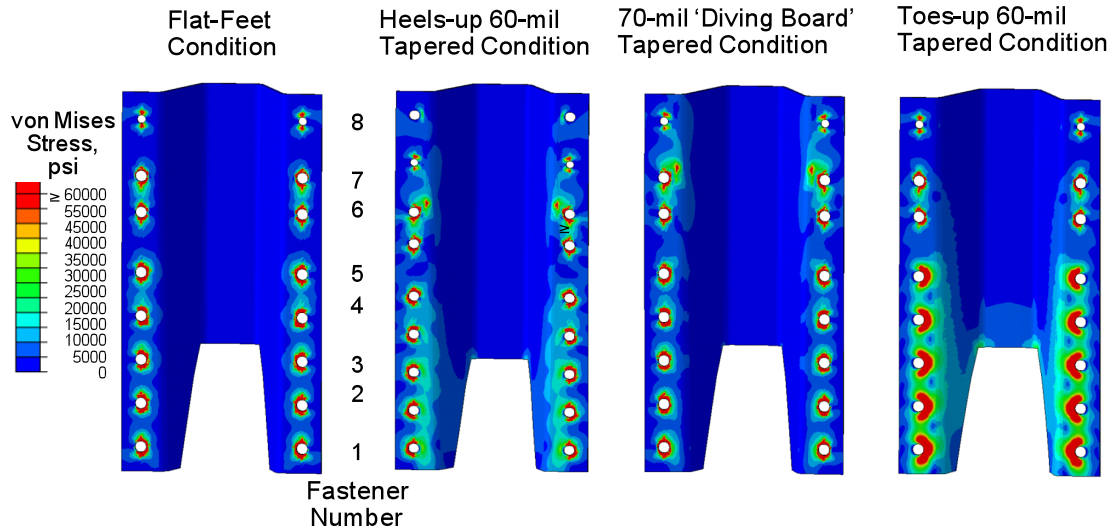 Flat-Feet
Condition
Heels-up 60-mil
Tapered Condition
70-mil ‘Diving Board’
Tapered Condition
Toes-up 60-mil
Tapered Condition
von Mises
Stress,
psi
≥
60000
55000
45000
40000
35000
30000
25000
20000
15000
10000
5000
0
8
7
6
5
4
3
2
1
≥
Fastener
Number